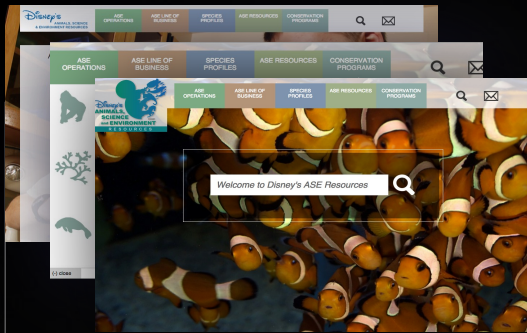 Disney's
ANIMALS, SCIENCE
& ENVIRONMENT RESOURCES
ASE
OPERATIONS
ASE LINE OF
BUSINESS
SPECIES
PROFILES
ASE RESOURCES
CONSERVATION
PROGRAMS
ASE
OPERATIONS
ASE LINE OF
BUSINESS
SPECIES
PROFILES
ASE RESOURCES
CONSERVATION
PROGRAMS
(-) close
Disney's
ANIMALS,
SCIENCE
and ENVIRONMENT
RESOURCES
ASE
OPERATIONS
ASE LINE OF
BUSINESS
SPECIES
PROFILES
ASE RESOURCES
CONSERVATION
PROGRAMS
Welcome to Disney's ASE Resources